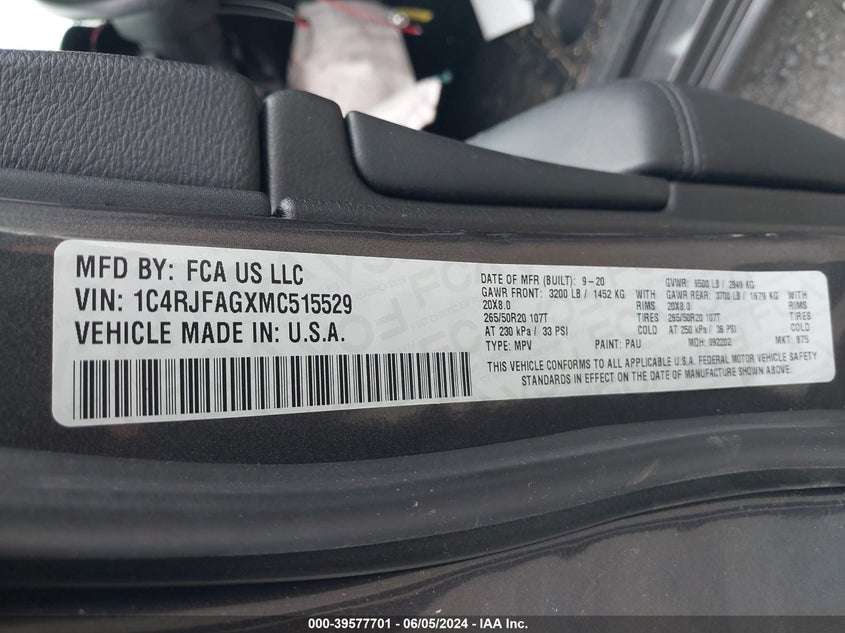 MFD BY: FCA US LLC
VIN: 1C4RJFAGXMC515529
VEHICLE MADE IN: U.S.A.
DATE OF MFR (BUILT): 9-20 GVWR: 6500 LB / 2949 KG
GAWR FRONT: 3200 LB / 1452 KG GAWR REAR: 3700 LB / 1679 KG
20X8.0 RIMS 20X8.0 RIMS
265/50R20 107T TIRES 265/50R20 107T TIRES
AT 230 kPa / 33 PSI COLD AT 250 kPa / 36 PSI COLD
TYPE: MPV PAINT: PAU MDH: 092202 MKT: 875
THIS VEHICLE CONFORMS TO ALL APPLICABLE U.S.A. FEDERAL MOTOR VEHICLE SAFETY
STANDARDS IN EFFECT ON THE DATE OF MANUFACTURE SHOWN ABOVE.
000-39577701 - 06/05/2024 - IAA Inc.